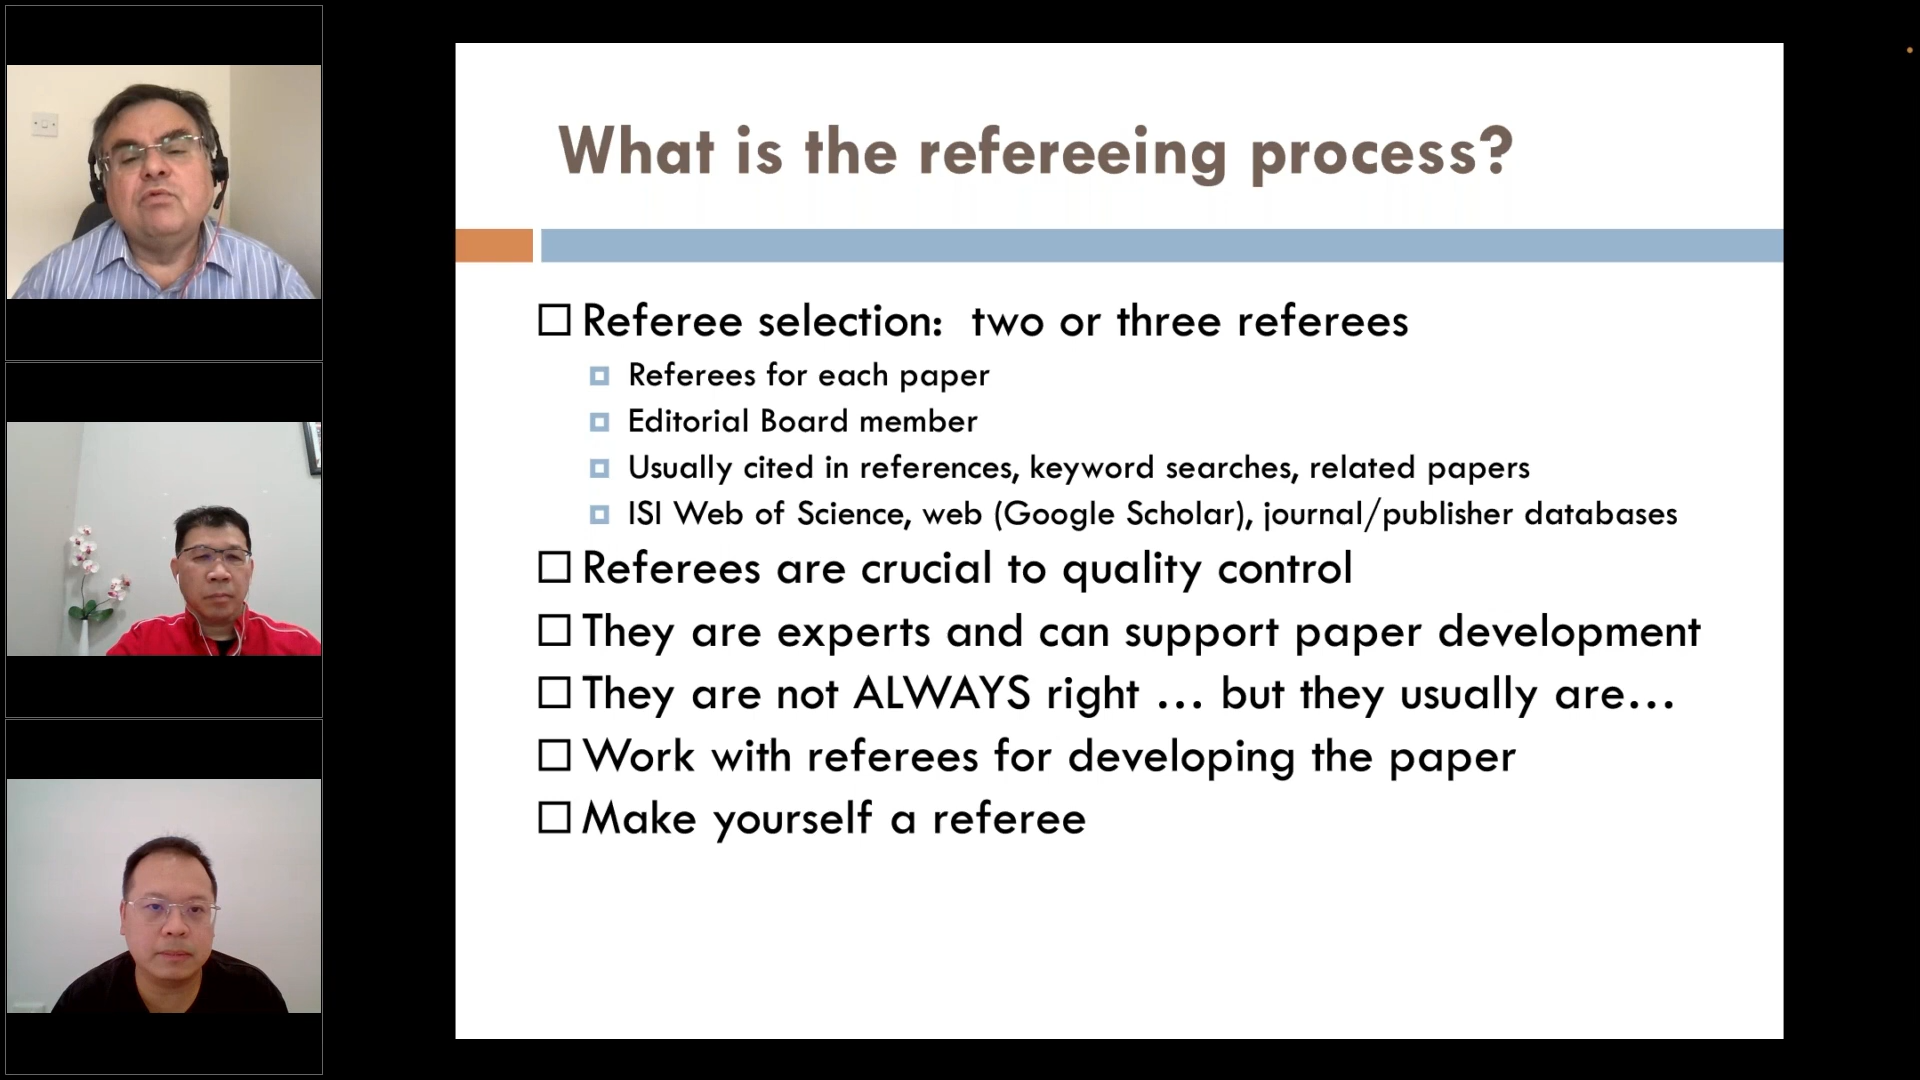 What is the refereeing process?
Referee selection:  two or three referees
Referees for each paper
Editorial Board member
Usually cited in references, keyword searches, related papers
ISI Web of Science, web (Google Scholar), journal/publisher databases
Referees are crucial to quality control
They are experts and can support paper development
They are not ALWAYS right … but they usually are…
Work with referees for developing the paper
Make yourself a referee